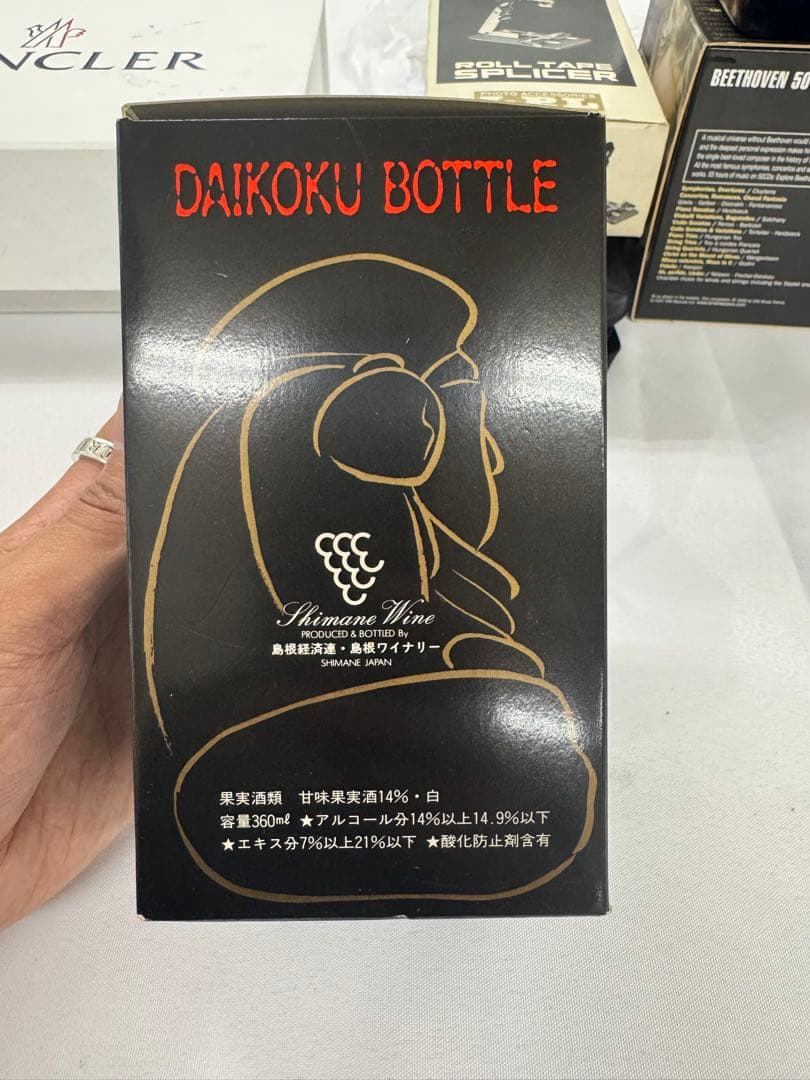 NCLER
ROLL TAPE
SPLICER
PHOTO ACCESSORIES
BEETHOVEN 50
DAIKOKU BOTTLE
Shimane Wine
PRODUCED & BOTTLED By
島根経済連・島根ワイナリー
SHIMANE JAPAN
果実酒類 甘味果実酒14%・白
容量360mℓ ★アルコール分14%以上14.9%以下
★エキス分7%以上21%以下 ★酸化防止剤含有